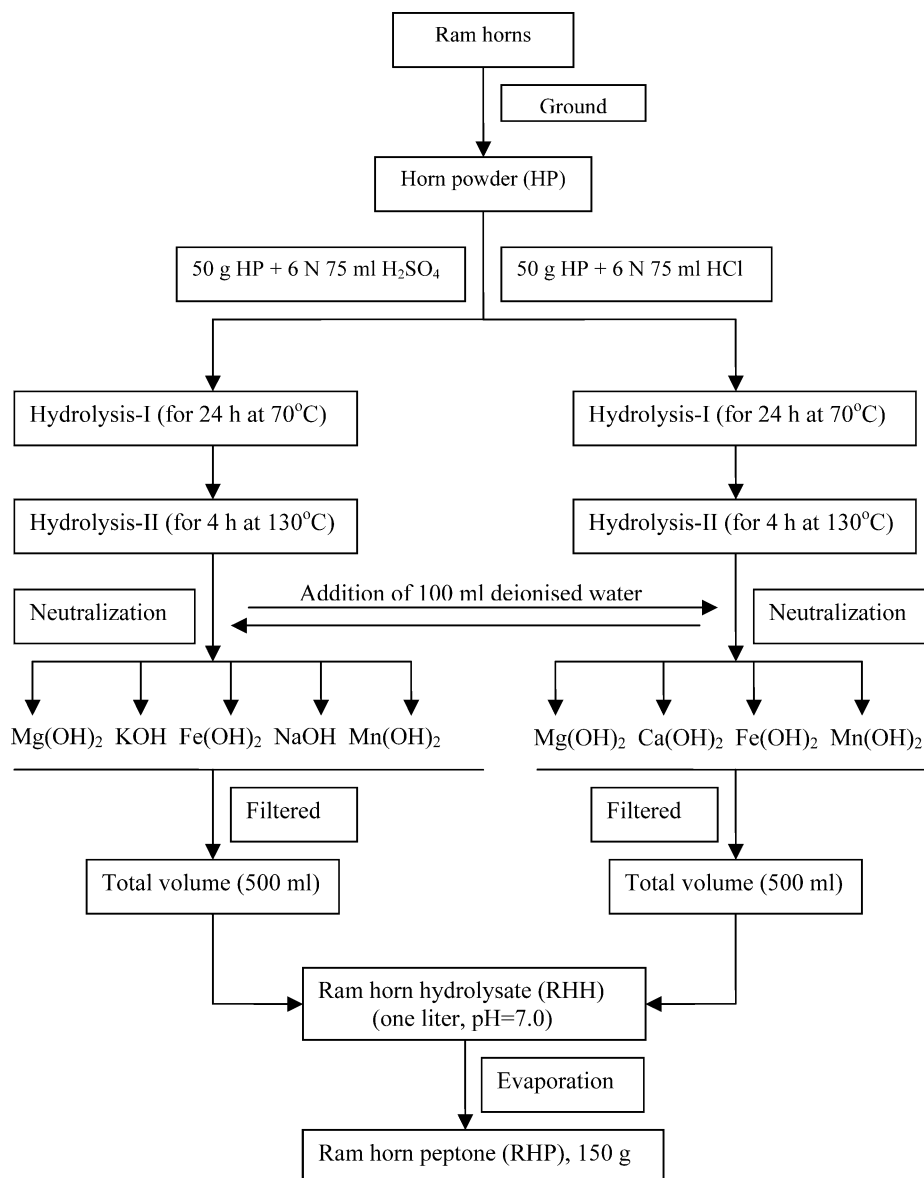 Ram horns
Ground
Horn powder (HP)
50 g HP + 6 N 75 ml H₂SO₄
50 g HP + 6 N 75 ml HCl
Hydrolysis-I (for 24 h at 70°C)
Hydrolysis-I (for 24 h at 70°C)
Hydrolysis-II (for 4 h at 130°C)
Hydrolysis-II (for 4 h at 130°C)
Neutralization
Addition of 100 ml deionised water
Neutralization
Mg(OH)₂ KOH Fe(OH)₂ NaOH Mn(OH)₂
Mg(OH)₂ Ca(OH)₂ Fe(OH)₂ Mn(OH)₂
Filtered
Filtered
Total volume (500 ml)
Total volume (500 ml)
Ram horn hydrolysate (RHH)
(one liter, pH=7.0)
Evaporation
Ram horn peptone (RHP), 150 g